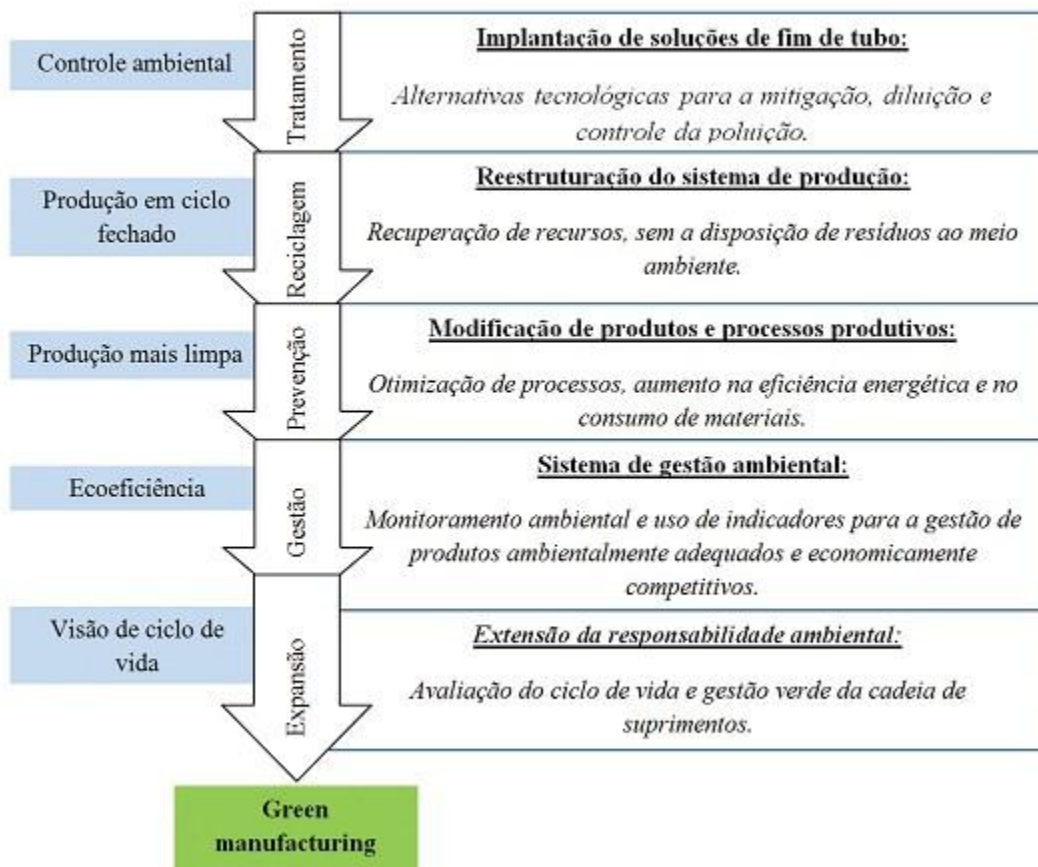 Controle ambiental
Tratamento
Implantação de soluções de fim de tubo:
Alternativas tecnológicas para a mitigação, diluição e
controle da poluição.
Produção em ciclo
fechado
Reciclagem
Reestruturação do sistema de produção:
Recuperação de recursos, sem a disposição de resíduos ao meio
ambiente.
Produção mais limpa
Prevenção
Modificação de produtos e processos produtivos:
Otimização de processos, aumento na eficiência energética e no
consumo de materiais.
Ecoeficiência
Gestão
Sistema de gestão ambiental:
Monitoramento ambiental e uso de indicadores para a gestão de
produtos ambientalmente adequados e economicamente
competitivos.
Visão de ciclo de
vida
Expansão
Extensão da responsabilidade ambiental:
Avaliação do ciclo de vida e gestão verde da cadeia de
suprimentos.
Green
manufacturing